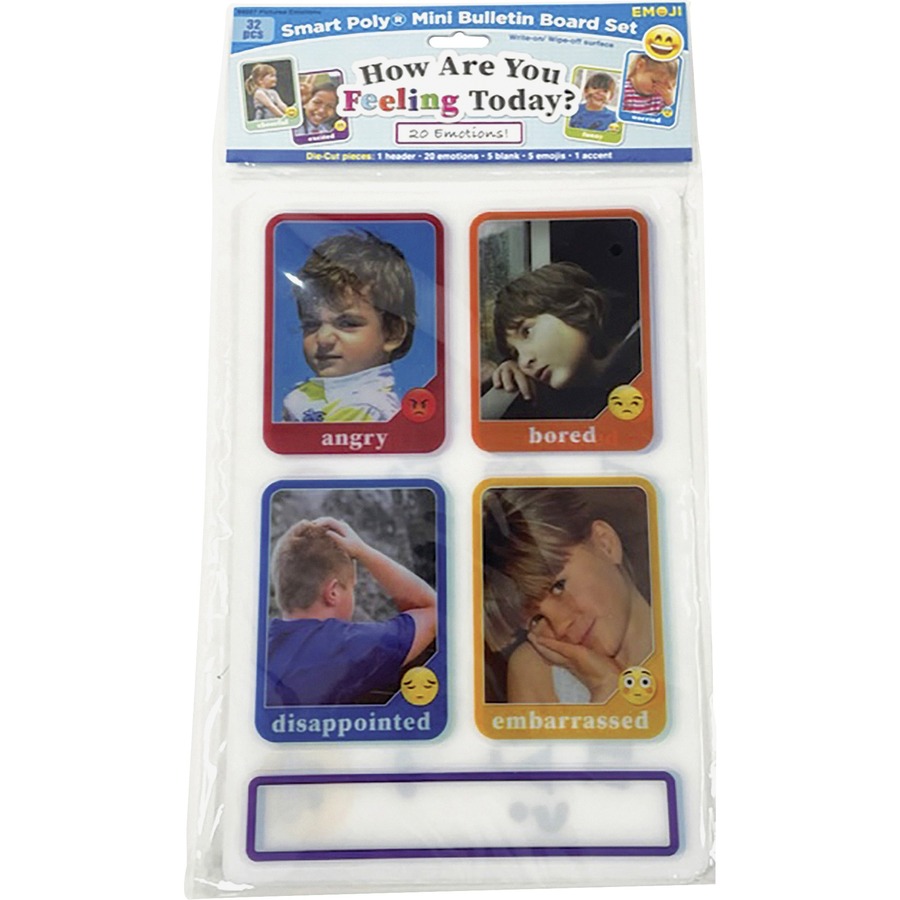 Smart Poly® Mini Bulletin Board Set
EMOJI
32
pcs
Write-on/ Wipe-off surface
How Are You
Feeling Today?
20 Emotions!
excited
funny
worried
Die-Cut pieces: 1 header • 20 emotions • 5 blank • 5 emojis • 1 accent
angry
bored
disappointed
embarrassed